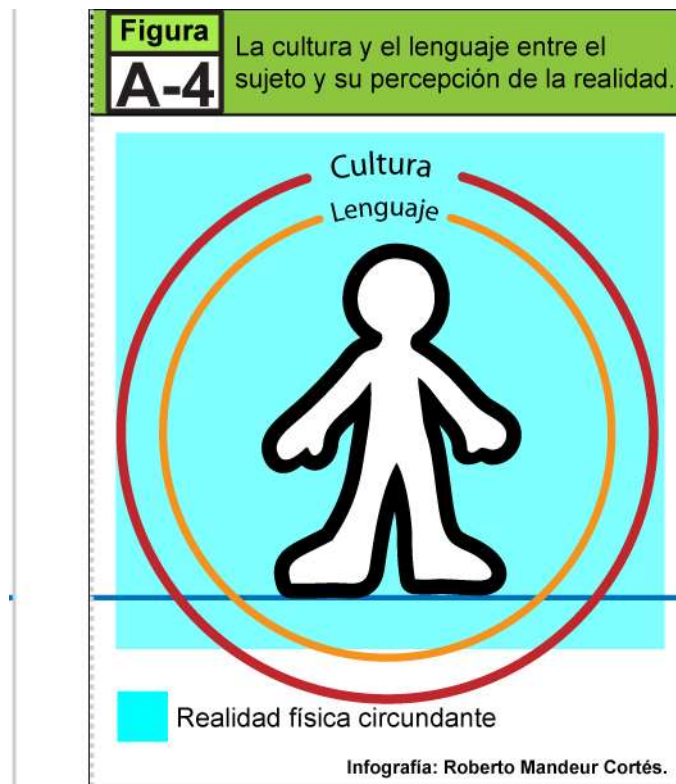 Figura
A-4
La cultura y el lenguaje entre el
sujeto y su percepción de la realidad.
Cultura
Lenguaje
Realidad física circundante
Infografía: Roberto Mandeur Cortés.